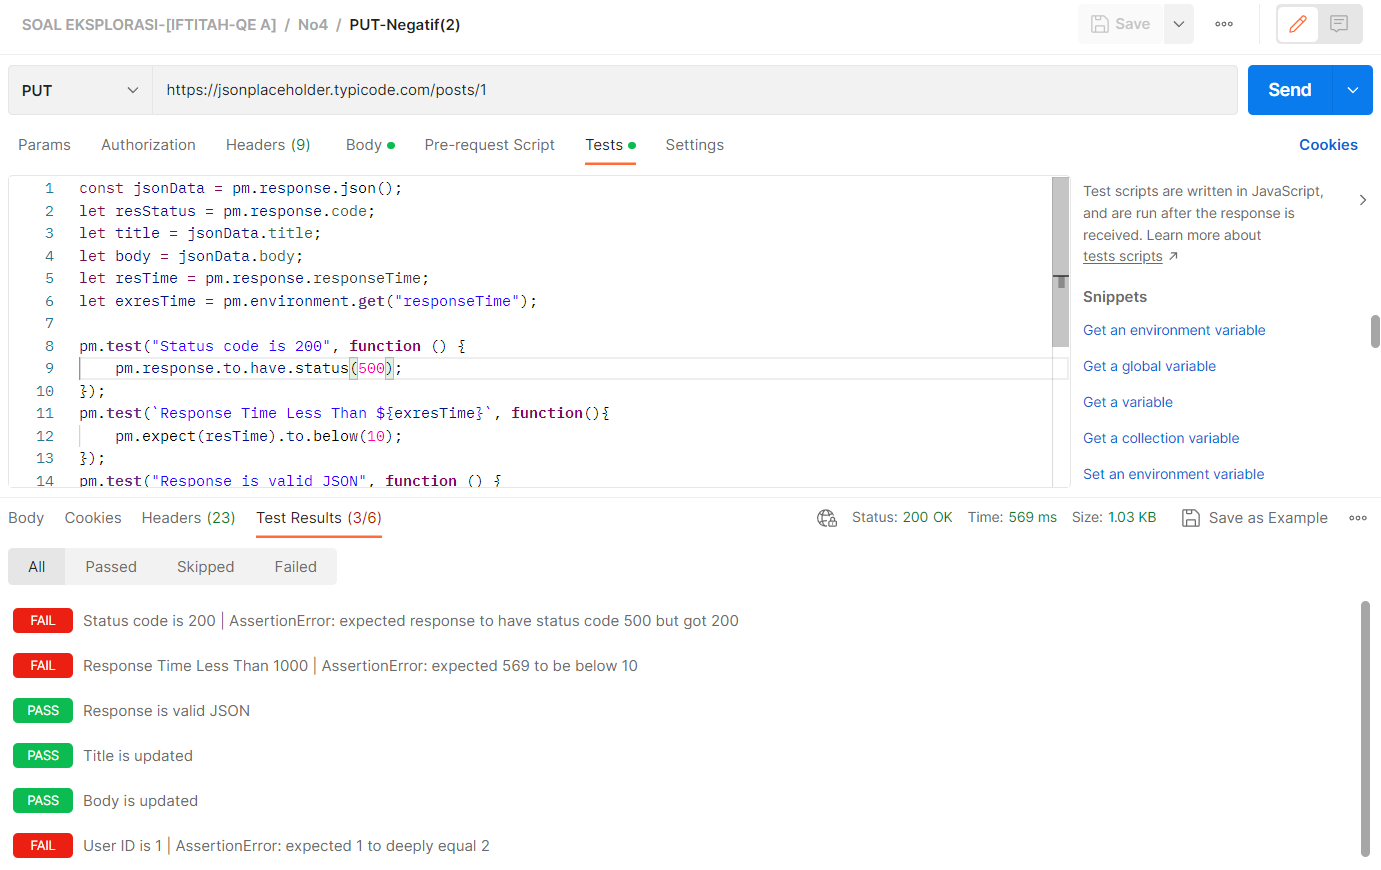 SOAL EKSPLORASI-[IFTITAH-QE A] / No4 / PUT-Negatif(2)
Save
PUT
https://jsonplaceholder.typicode.com/posts/1
Send
Params Authorization Headers (9) Body Pre-request Script Tests Settings Cookies
1 const jsonData = pm.response.json();
2 let resStatus = pm.response.code;
3 let title = jsonData.title;
4 let body = jsonData.body;
5 let resTime = pm.response.responseTime;
6 let exresTime = pm.environment.get("responseTime");
7
8 pm.test("Status code is 200", function () {
9 pm.response.to.have.status(500);
10 });
11 pm.test(`Response Time Less Than ${exresTime}`, function(){
12 pm.expect(resTime).to.below(10);
13 });
14 pm.test("Response is valid JSON", function () {
Test scripts are written in JavaScript,
and are run after the response is
received. Learn more about
tests scripts ↗
Snippets
Get an environment variable
Get a global variable
Get a variable
Get a collection variable
Set an environment variable
Body Cookies Headers (23) Test Results (3/6) Status: 200 OK Time: 569 ms Size: 1.03 KB Save as Example
All Passed Skipped Failed
FAIL Status code is 200 | AssertionError: expected response to have status code 500 but got 200
FAIL Response Time Less Than 1000 | AssertionError: expected 569 to be below 10
PASS Response is valid JSON
PASS Title is updated
PASS Body is updated
FAIL User ID is 1 | AssertionError: expected 1 to deeply equal 2